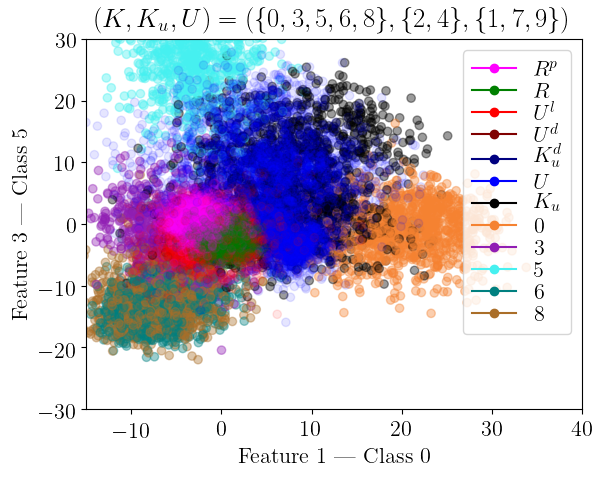 (K, K_u, U) = ({0, 3, 5, 6, 8}, {2, 4}, {1, 7, 9})
30
20
10
0
−10
−20
−30
Feature 3 — Class 5
R^p
R
U^l
U^d
K_u^d
U
K_u
0
3
5
6
8
−10
0
10
20
30
40
Feature 1 — Class 0